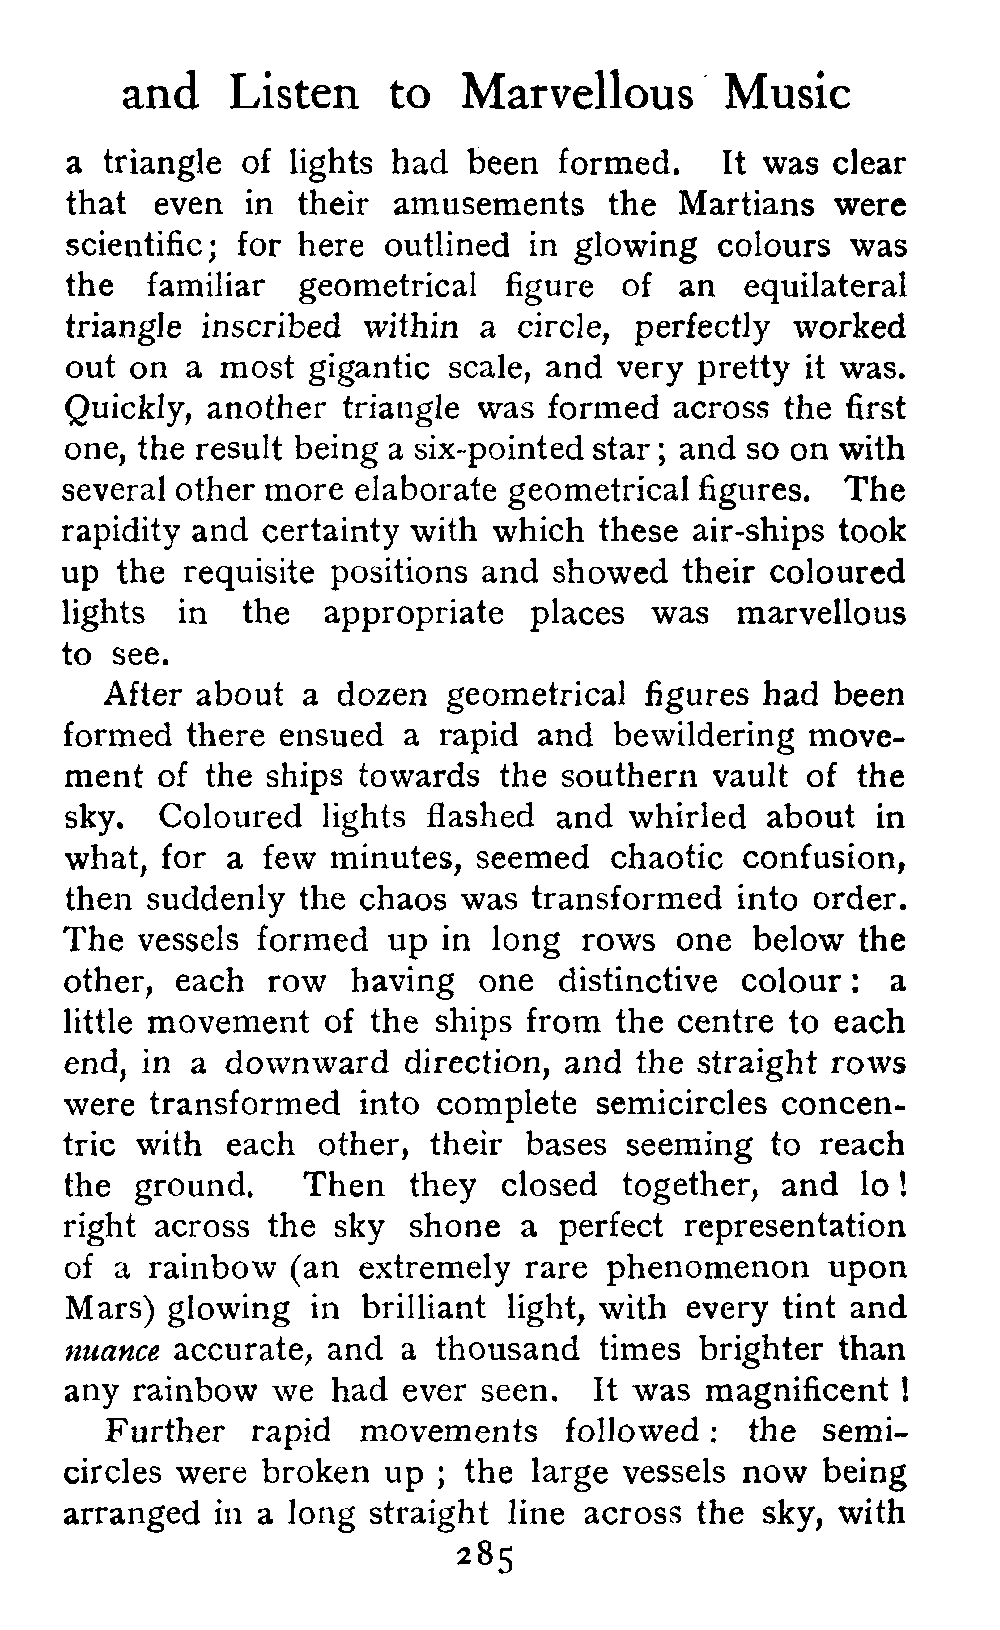 and Listen to Marvellous Music
a triangle of lights had been formed. It was clear
that even in their amusements the Martians were
scientific; for here outlined in glowing colours was
the familiar geometrical figure of an equilateral
triangle inscribed within a circle, perfectly worked
out on a most gigantic scale, and very pretty it was.
Quickly, another triangle was formed across the first
one, the result being a six-pointed star; and so on with
several other more elaborate geometrical figures. The
rapidity and certainty with which these air-ships took
up the requisite positions and showed their coloured
lights in the appropriate places was marvellous
to see.
After about a dozen geometrical figures had been
formed there ensued a rapid and bewildering move-
ment of the ships towards the southern vault of the
sky. Coloured lights flashed and whirled about in
what, for a few minutes, seemed chaotic confusion,
then suddenly the chaos was transformed into order.
The vessels formed up in long rows one below the
other, each row having one distinctive colour: a
little movement of the ships from the centre to each
end, in a downward direction, and the straight rows
were transformed into complete semicircles concen-
tric with each other, their bases seeming to reach
the ground. Then they closed together, and lo!
right across the sky shone a perfect representation
of a rainbow (an extremely rare phenomenon upon
Mars) glowing in brilliant light, with every tint and
nuance accurate, and a thousand times brighter than
any rainbow we had ever seen. It was magnificent!
Further rapid movements followed: the semi-
circles were broken up; the large vessels now being
arranged in a long straight line across the sky, with
285